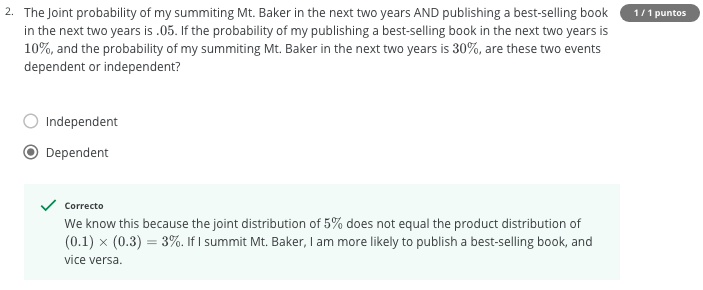 2. The Joint probability of my summiting Mt. Baker in the next two years AND publishing a best-selling book
1 / 1 puntos
in the next two years is .05. If the probability of my publishing a best-selling book in the next two years is
10%, and the probability of my summiting Mt. Baker in the next two years is 30%, are these two events
dependent or independent?
Independent
Dependent
Correcto
We know this because the joint distribution of 5% does not equal the product distribution of
(0.1) × (0.3) = 3%. If I summit Mt. Baker, I am more likely to publish a best-selling book, and
vice versa.